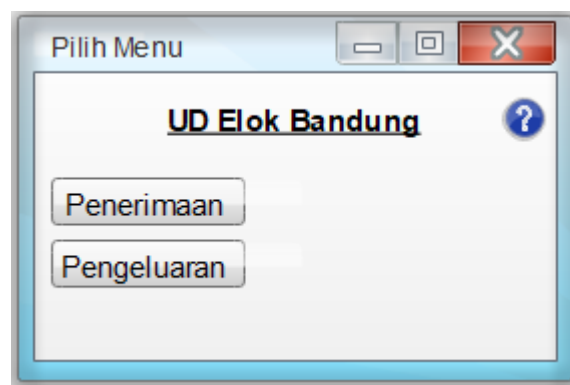 Pilih Menu
UD Elok Bandung
?
Penerimaan
Pengeluaran